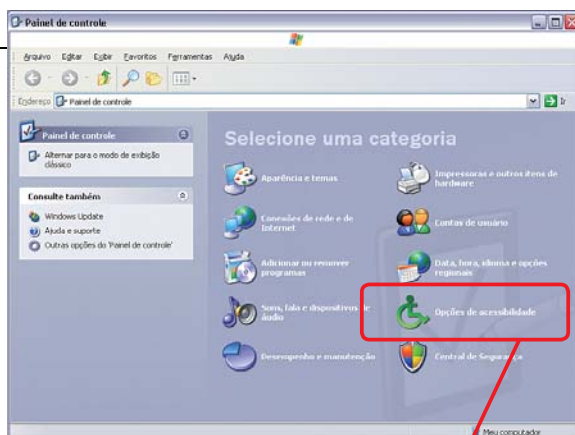 Painel de controle
Arquivo Editar Exibir Favoritos Ferramentas Ajuda
Endereço Painel de controle Ir
Painel de controle
Alternar para o modo de exibição
clássico
Consulte também
Windows Update
Ajuda e suporte
Outras opções do 'Painel de controle'
Selecione uma categoria
Aparência e temas
Impressoras e outros itens de
hardware
Conexões de rede e de
Internet
Contas de usuário
Adicionar ou remover
programas
Data, hora, idioma e opções
regionais
Sons, fala e dispositivos de
áudio
Opções de acessibilidade
Desempenho e manutenção
Central de Segurança
Meu computador